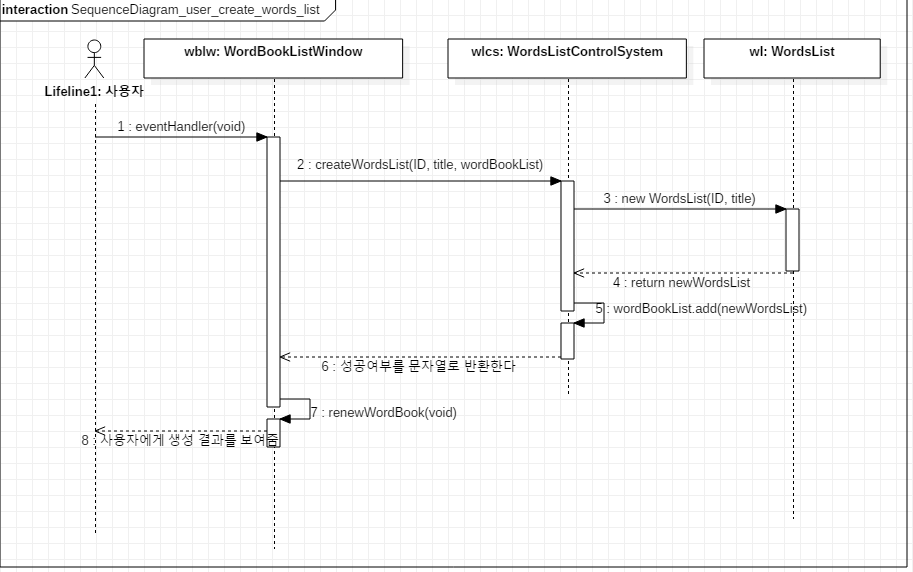 interaction SequenceDiagram_user_create_words_list
wblw: WordBookListWindow
wlcs: WordsListControlSystem
wl: WordsList
Lifeline1: 사용자
1 : eventHandler(void)
2 : createWordsList(ID, title, wordBookList)
3 : new WordsList(ID, title)
4 : return newWordsList
5 : wordBookList.add(newWordsList)
6 : 성공여부를 문자열로 반환한다
7 : renewWordBook(void)
8 : 사용자에게 생성 결과를 보여줌